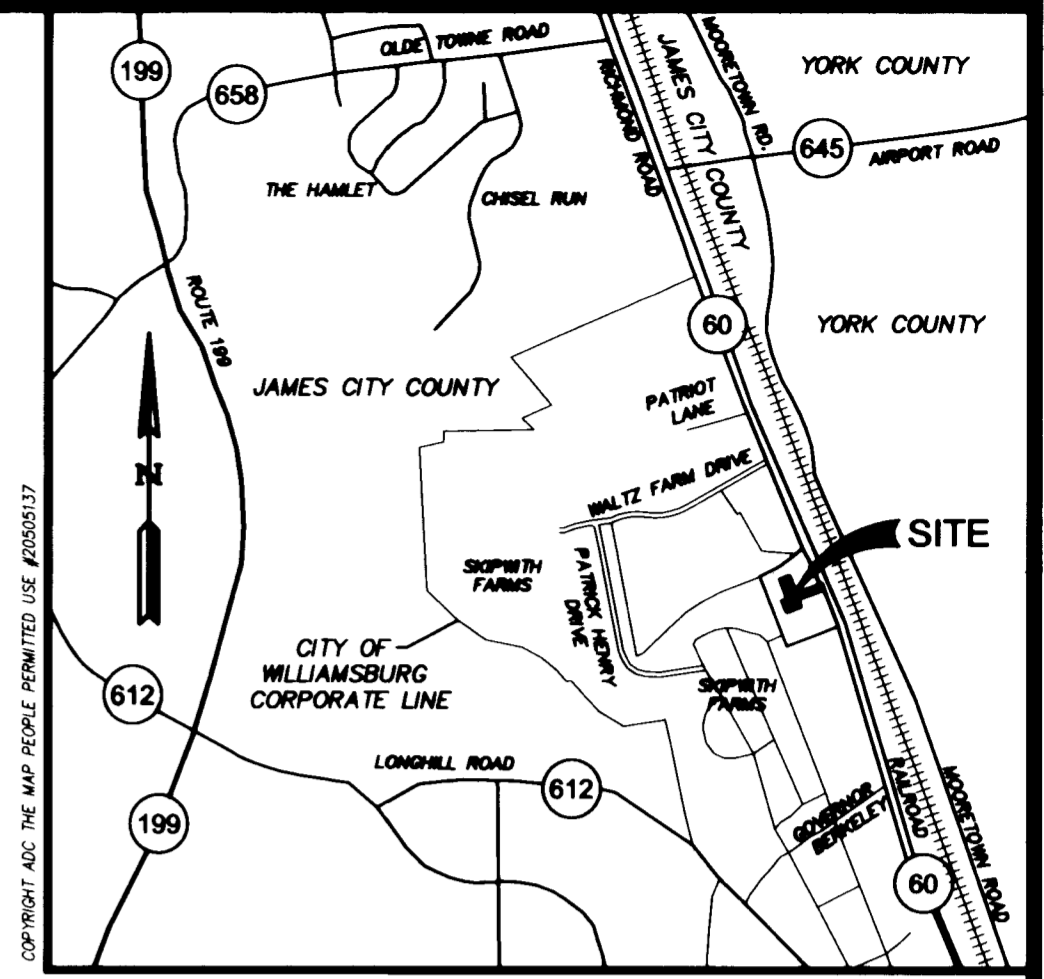 199
658
OLDE TOWNE ROAD
RICHMOND ROAD
JAMES CITY COUNTY
MOORETOWN RD.
YORK COUNTY
645
AIRPORT ROAD
THE HAMLET
CHISEL RUN
ROUTE 199
60
YORK COUNTY
JAMES CITY COUNTY
PATRIOT
LANE
N
WALTZ FARM DRIVE
SITE
SKIPWITH
FARMS
PATRICK HENRY
DRIVE
CITY OF
WILLIAMSBURG
CORPORATE LINE
SKIPWITH
FARMS
612
LONGHILL ROAD
612
199
GOVERNOR
BERKELEY
RAILROAD
MOORETOWN ROAD
60
COPYRIGHT ADC THE MAP PEOPLE PERMITTED USE #20505137